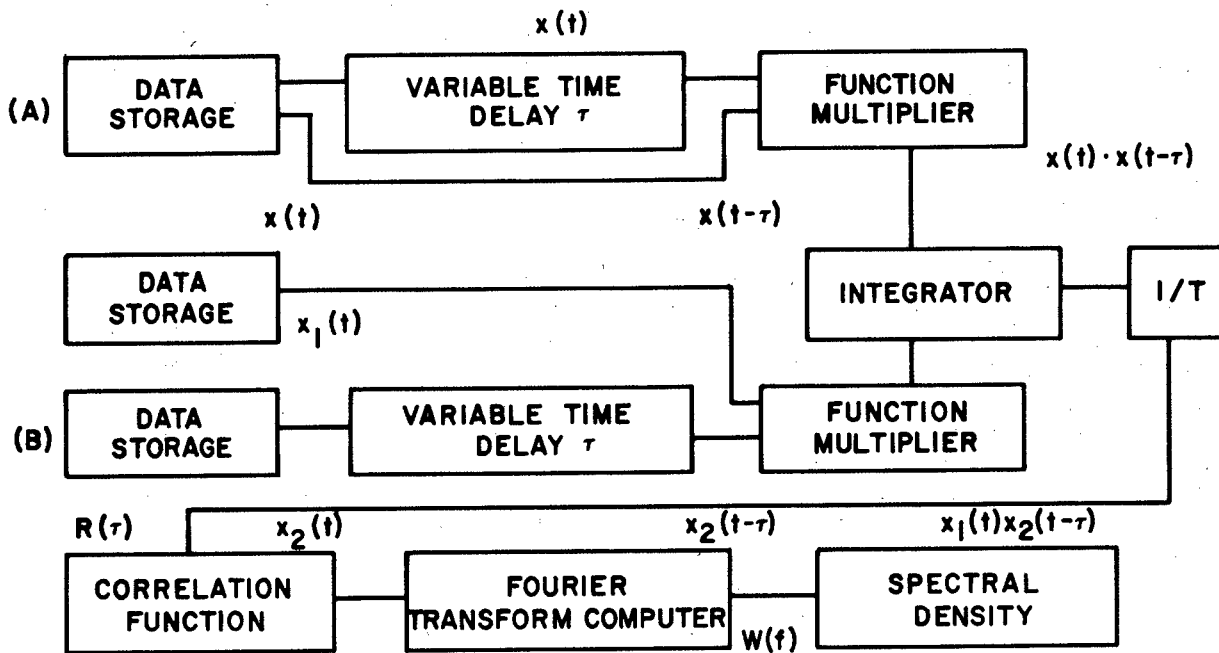 x(t)
(A)
DATA STORAGE
VARIABLE TIME DELAY τ
FUNCTION MULTIPLIER
x(t)·x(t-τ)
x(t)
x(t-τ)
DATA STORAGE
INTEGRATOR
1/T
x₁(t)
(B)
DATA STORAGE
VARIABLE TIME DELAY τ
FUNCTION MULTIPLIER
R(τ)
x₂(t)
x₂(t-τ)
x₁(t)x₂(t-τ)
CORRELATION FUNCTION
FOURIER TRANSFORM COMPUTER
SPECTRAL DENSITY
W(f)